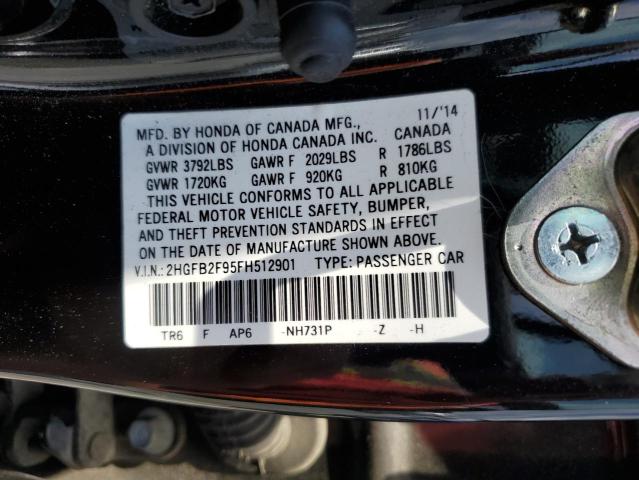 11/'14
MFD. BY HONDA OF CANADA MFG.,
A DIVISION OF HONDA CANADA INC. CANADA
GVWR 3792LBS GAWR F 2029LBS R 1786LBS
GVWR 1720KG GAWR F 920KG R 810KG
THIS VEHICLE CONFORMS TO ALL APPLICABLE
FEDERAL MOTOR VEHICLE SAFETY, BUMPER,
AND THEFT PREVENTION STANDARDS IN EFFECT
ON THE DATE OF MANUFACTURE SHOWN ABOVE.
V.I.N.: 2HGFB2F95FH512901 TYPE: PASSENGER CAR
TR6 F AP6 -NH731P -Z -H